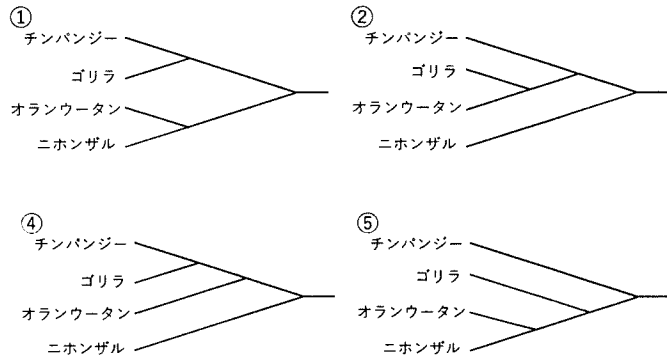 ①
チンパンジー
ゴリラ
オランウータン
ニホンザル
②
チンパンジー
ゴリラ
オランウータン
ニホンザル
④
チンパンジー
ゴリラ
オランウータン
ニホンザル
⑤
チンパンジー
ゴリラ
オランウータン
ニホンザル